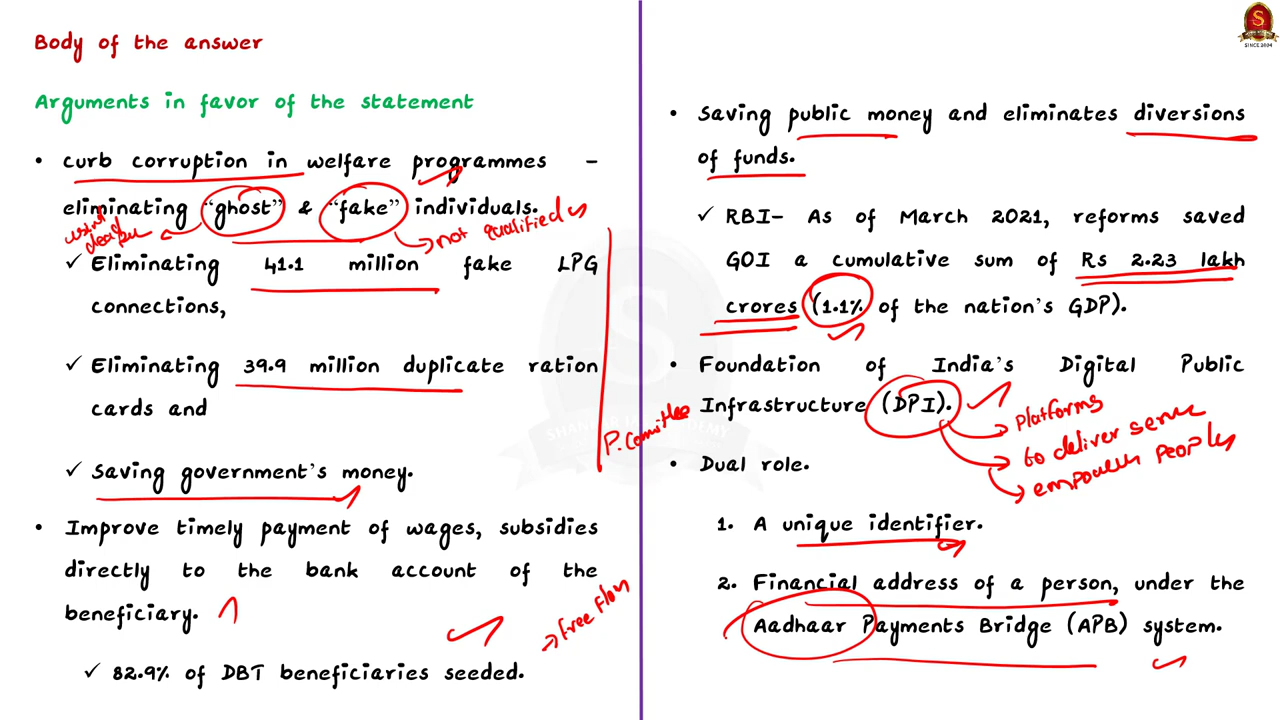 Body of the answer
Arguments in favor of the statement
• curb corruption in welfare programmes –
eliminating "ghost" & "fake" individuals.
not qualified
✓ Eliminating 41.1 million fake LPG
connections,
✓ Eliminating 39.9 million duplicate ration
cards and
✓ Saving government's money.
• Improve timely payment of wages, subsidies
directly to the bank account of the
beneficiary.
→ free flow
✓ 82.9% of DBT beneficiaries seeded.
P. Comittee
SINCE 2004
• Saving public money and eliminates diversions
of funds.
✓ RBI- As of March 2021, reforms saved
GOI a cumulative sum of Rs 2.23 lakh
crores (1.1% of the nation's GDP).
• Foundation of India's Digital Public
Infrastructure (DPI).
Platforms
to deliver
empower peoples
• Dual role.
1. A unique identifier.
2. Financial address of a person, under the
Aadhaar Payments Bridge (APB) system.